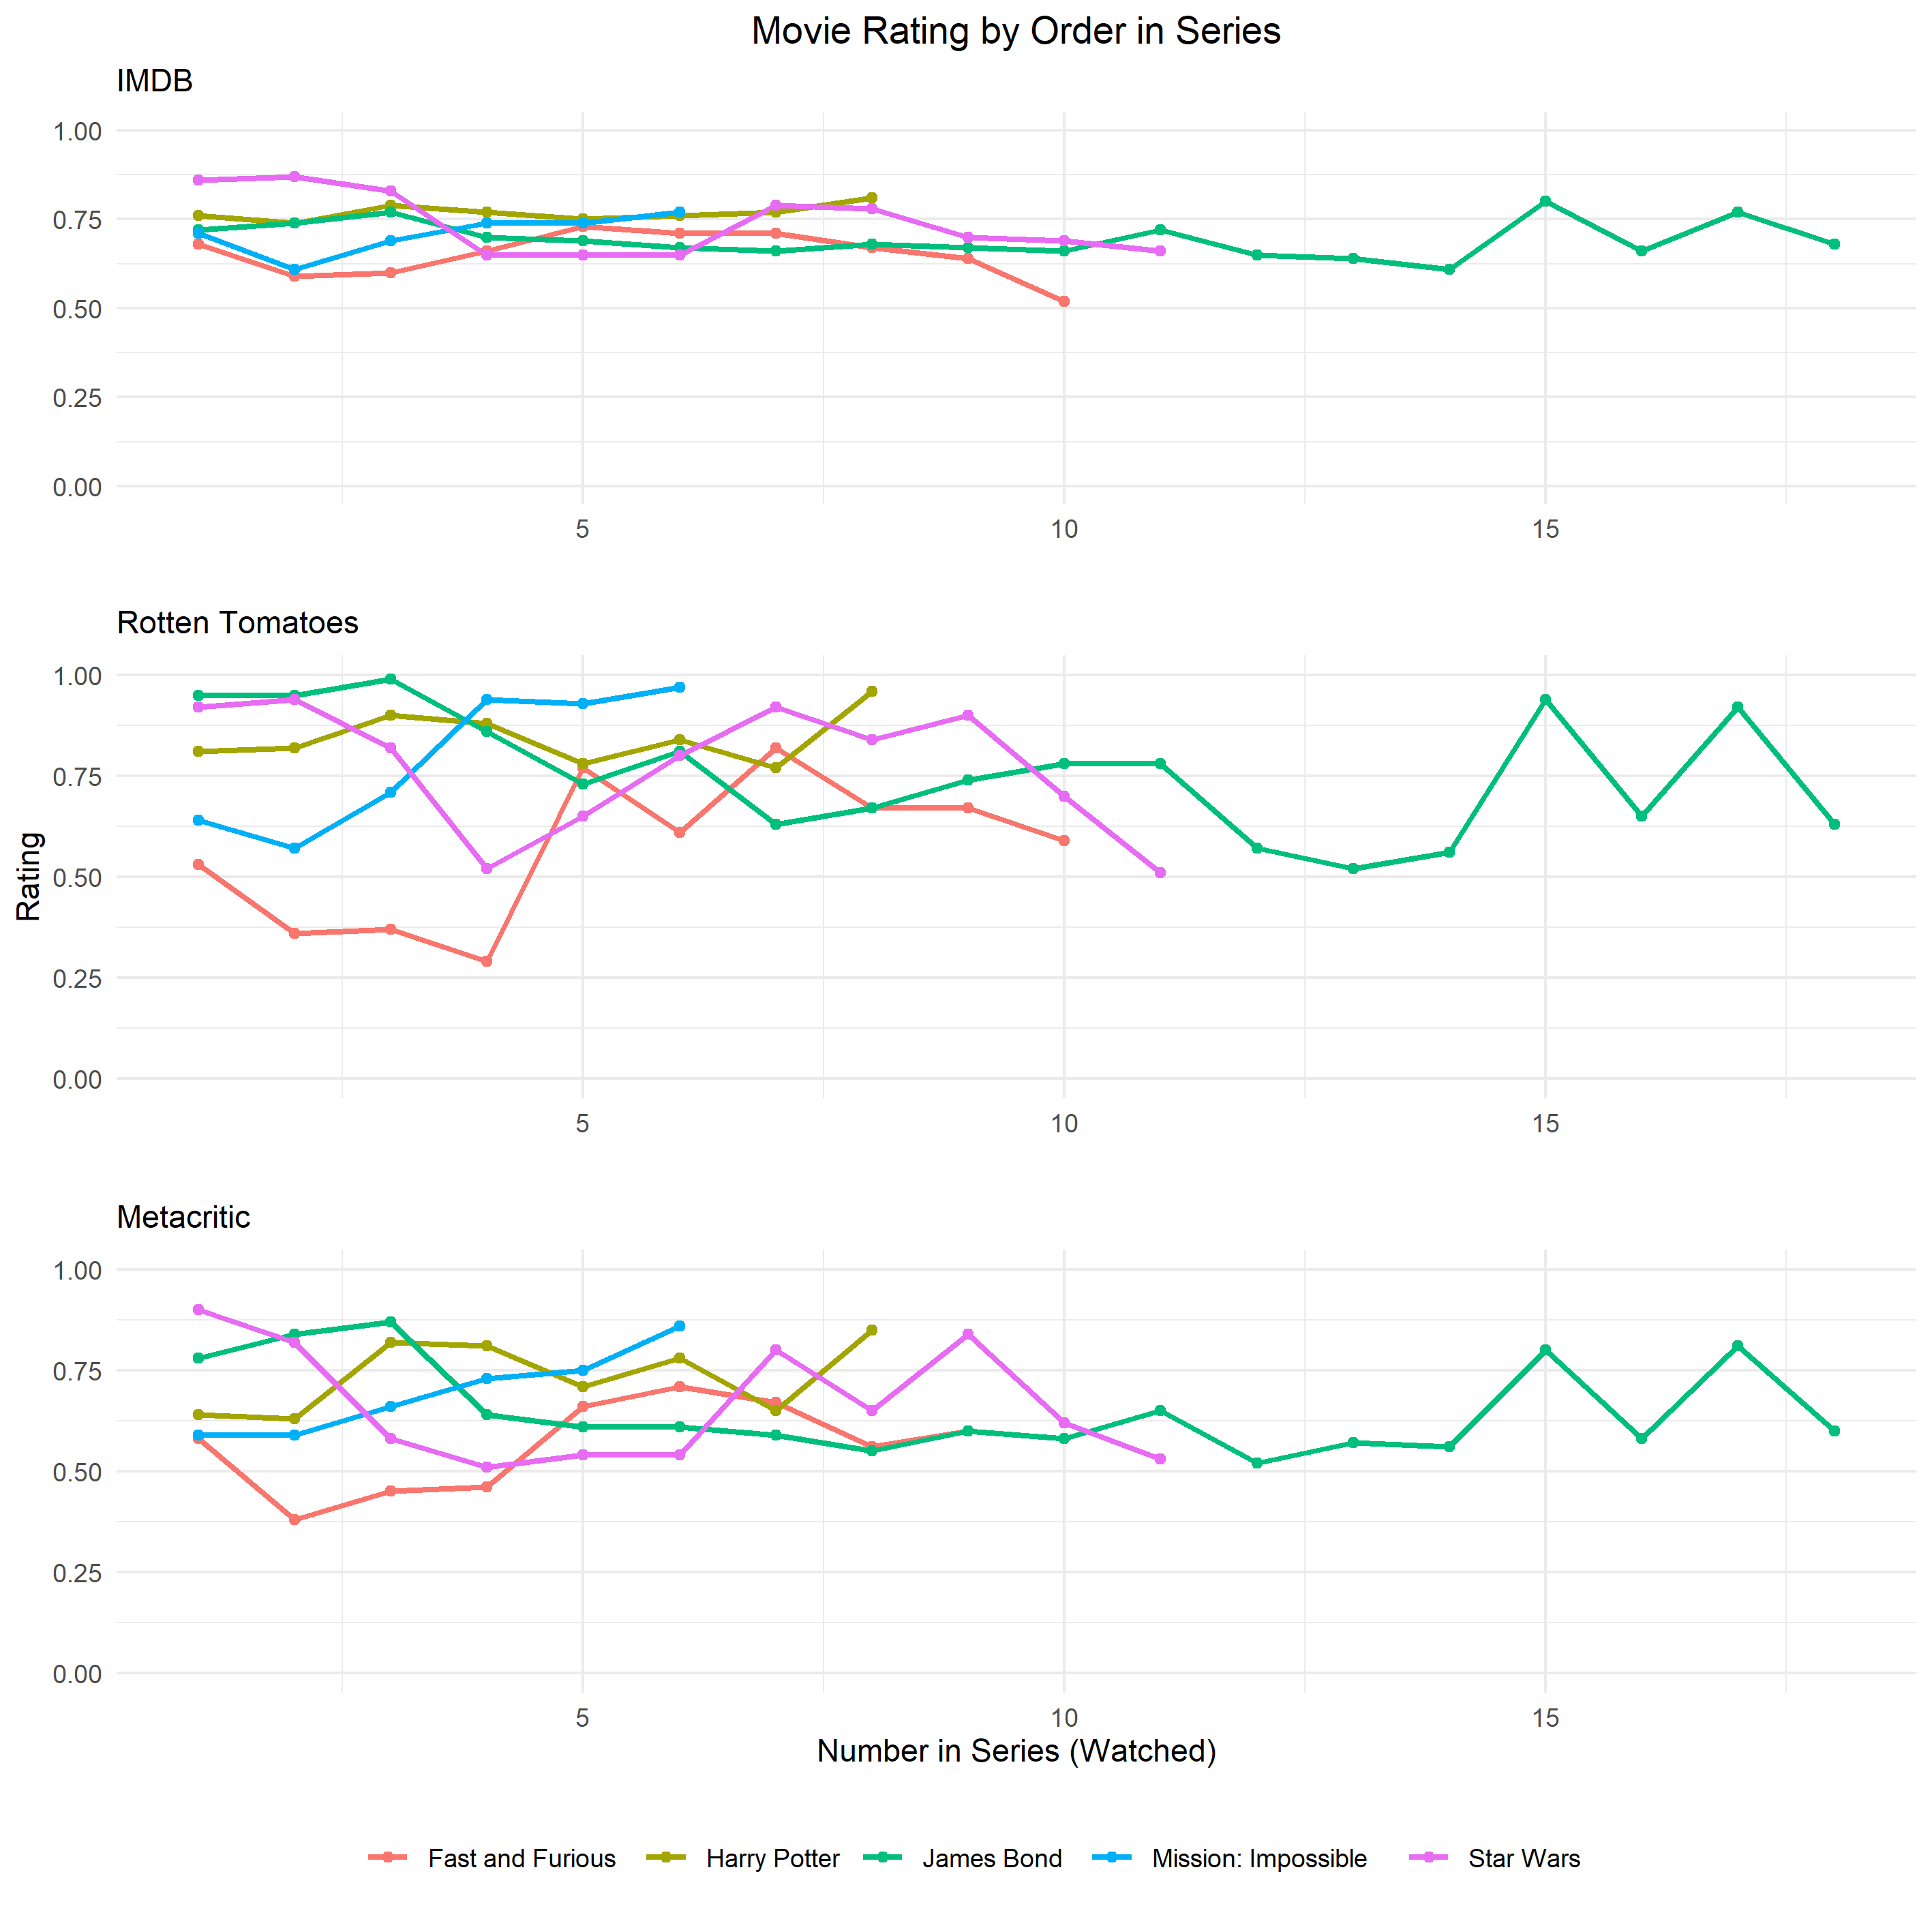 Movie Rating by Order in Series
IMDB
1.00
0.75
0.50
0.25
0.00
5 10 15
Rotten Tomatoes
1.00
0.75
0.50
0.25
0.00
5 10 15
Rating
Metacritic
1.00
0.75
0.50
0.25
0.00
5 10 15
Number in Series (Watched)
Fast and Furious Harry Potter James Bond Mission: Impossible Star Wars